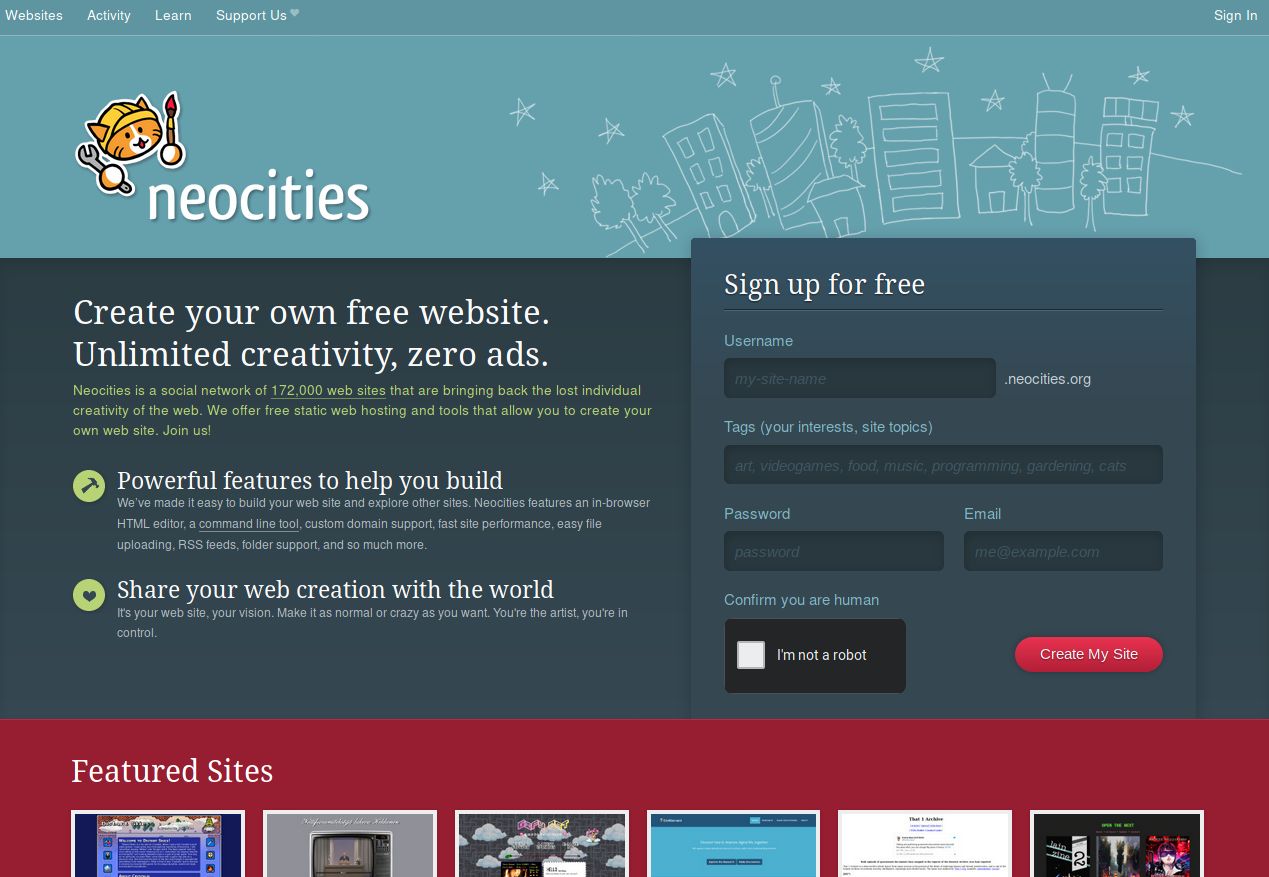 Websites Activity Learn Support Us Sign In
neocities
Create your own free website.
Unlimited creativity, zero ads.
Neocities is a social network of 172,000 web sites that are bringing back the lost individual
creativity of the web. We offer free static web hosting and tools that allow you to create your
own web site. Join us!
Powerful features to help you build
We've made it easy to build your web site and explore other sites. Neocities features an in-browser
HTML editor, a command line tool, custom domain support, fast site performance, easy file
uploading, RSS feeds, folder support, and so much more.
Share your web creation with the world
It's your web site, your vision. Make it as normal or crazy as you want. You're the artist, you're in
control.
Sign up for free
Username
my-site-name .neocities.org
Tags (your interests, site topics)
art, videogames, food, music, programming, gardening, cats
Password Email
password me@example.com
Confirm you are human
I'm not a robot
Create My Site
Featured Sites
That 1 Archive
OPEN THE NEXT